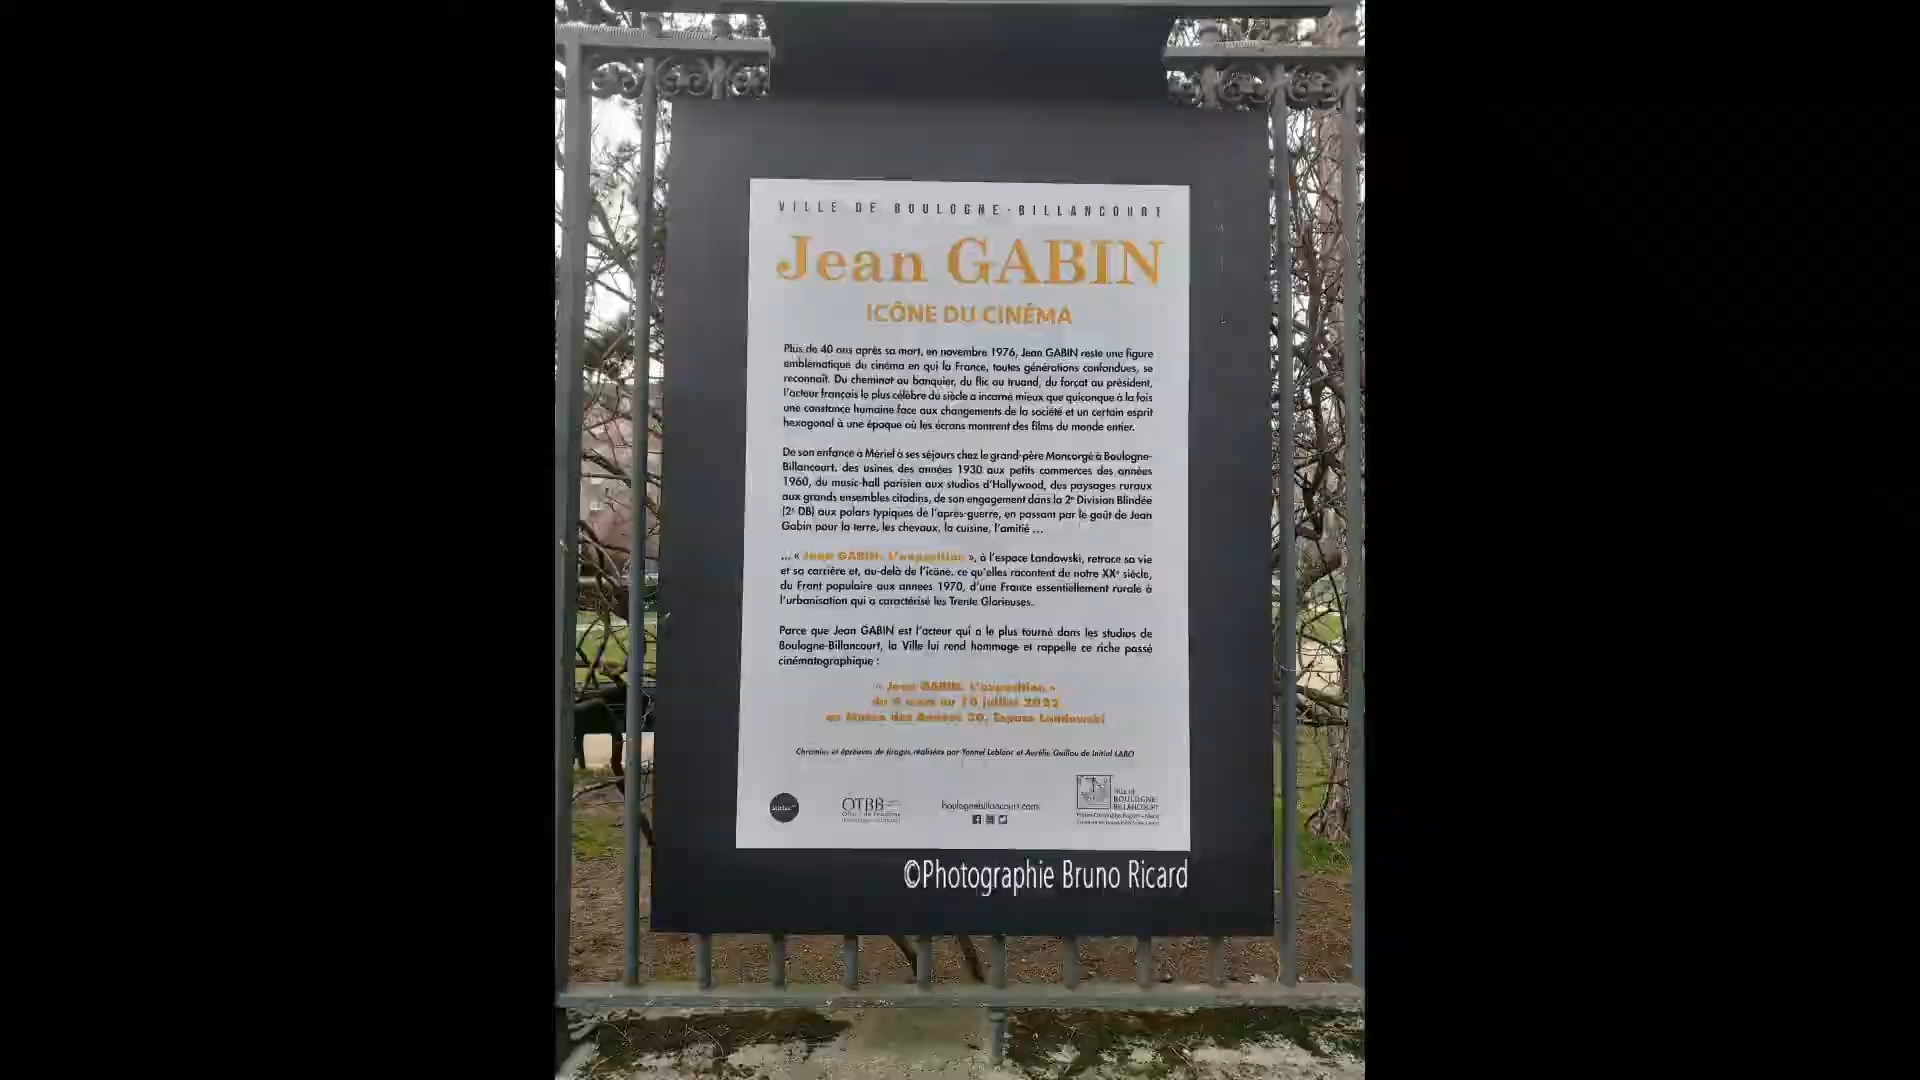 VILLE DE BOULOGNE-BILLANCOURT
Jean GABIN
ICÔNE DU CINÉMA
Plus de 40 ans après sa mort, en novembre 1976, Jean GABIN reste une figure
emblématique du cinéma en qui la France, toutes générations confondues, se
reconnaît. Du cheminot au banquier, du flic au truand, du forçat au président,
l'acteur français le plus célèbre du siècle a incarné mieux que quiconque à la fois
une constance humaine face aux changements de la société et un certain esprit
hexagonal à une époque où les écrans montrent des films du monde entier.
De son enfance à Mériel à ses séjours chez le grand-père Moncorgé à Boulogne-
Billancourt, des usines des années 1930 aux petits commerces des années
1960, du music-hall parisien aux studios d'Hollywood, des paysages ruraux
aux grands ensembles citadins, de son engagement dans la 2e Division Blindée
(2e DB) aux polars typiques de l'après-guerre, en passant par le goût de Jean
Gabin pour la terre, les chevaux, la cuisine, l'amitié ...
... « Jean GABIN. L'exposition », à l'espace Landowski, retrace sa vie
et sa carrière et, au-delà de l'icône, ce qu'elles racontent du notre XXe siècle,
du Front populaire aux années 1970, d'une France essentiellement rurale à
l'urbanisation qui a caractérisé les Trente Glorieuses.
Parce que Jean GABIN est l'acteur qui a le plus tourné dans les studios de
Boulogne-Billancourt, la Ville lui rend hommage et rappelle ce riche passé
cinématographique :
« Jean GABIN. L'exposition »
du 9 mars au 10 juillet 2022
au Musée des Années 30, Espace Landowski
Chromies et épreuves de tirages réalisées par Yannel Leblanc et Aurélie Guillou de Initial LABO
OTBB
boulognebillancourt.com
VILLE DE
BOULOGNE
BILLANCOURT
©Photographie Bruno Ricard